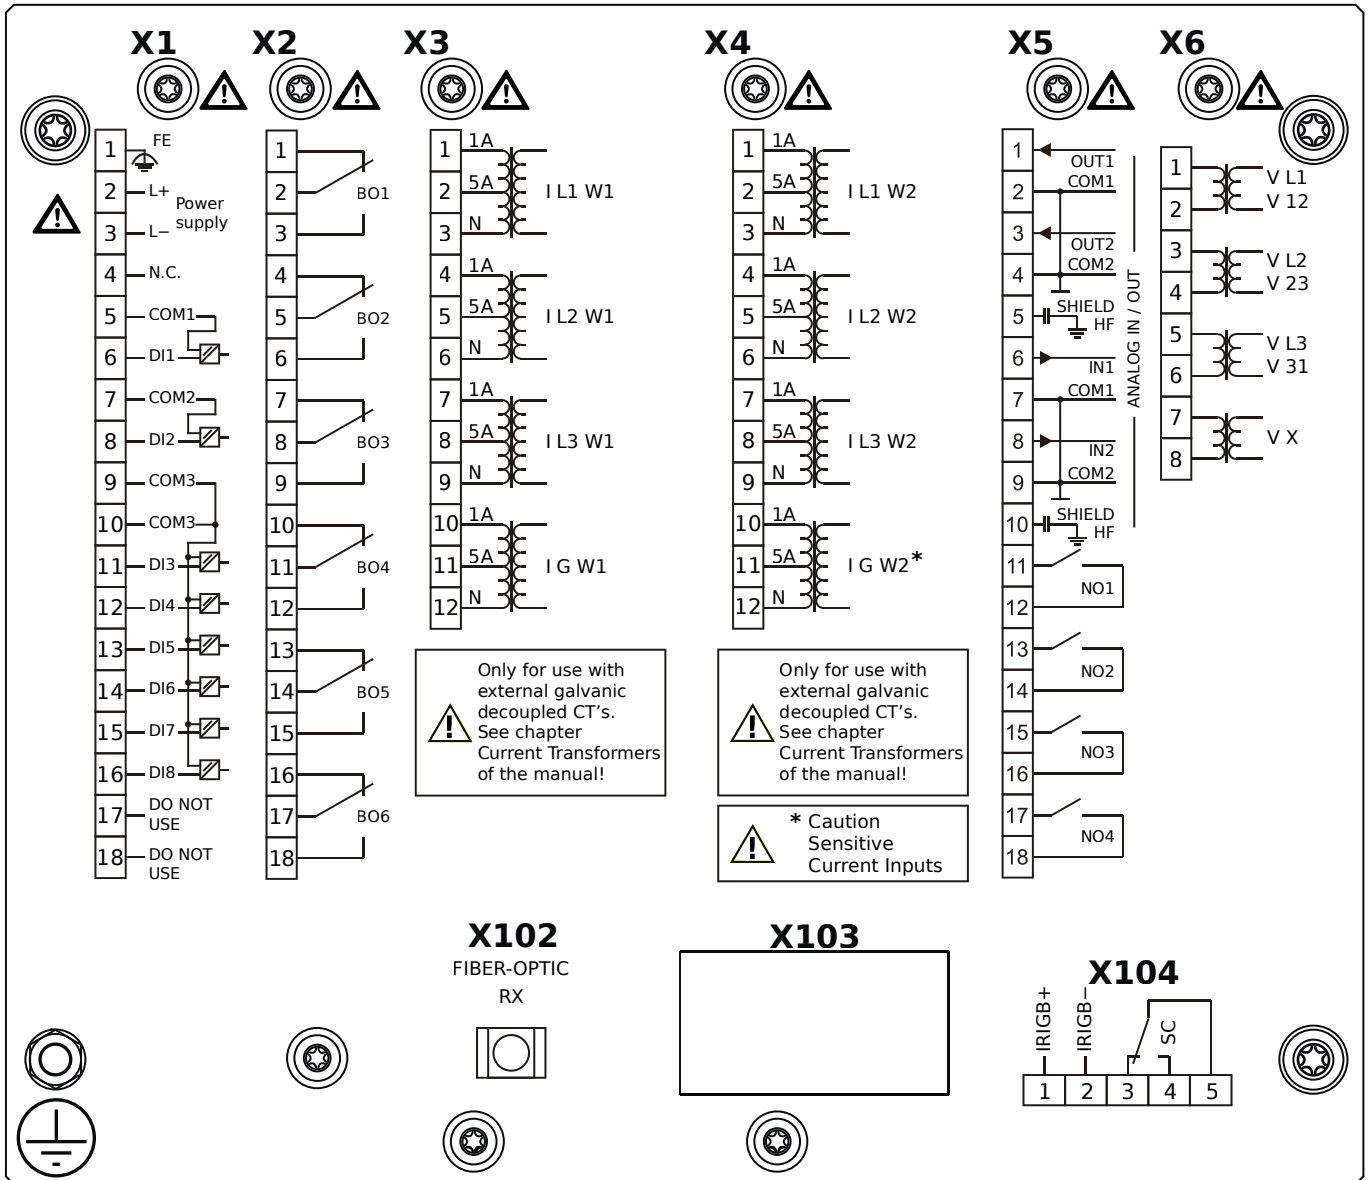 X1
X2
X3
X4
X5
X6
1 FE
2 L+
Power
supply
3 L−
4 N.C.
5 COM1
6 DI1
7 COM2
8 DI2
9 COM3
10 COM3
11 DI3
12 DI4
13 DI5
14 DI6
15 DI7
16 DI8
17 DO NOT
USE
18 DO NOT
USE
1
2 BO1
3
4
5 BO2
6
7
8 BO3
9
10
11 BO4
12
13
14 BO5
15
16
17 BO6
18
1 1A
2 5A I L1 W1
3 N
4 1A
5 5A I L2 W1
6 N
7 1A
8 5A I L3 W1
9 N
10 1A
11 5A I G W1
12 N
Only for use with
external galvanic
decoupled CT's.
See chapter
Current Transformers
of the manual!
1 1A
2 5A I L1 W2
3 N
4 1A
5 5A I L2 W2
6 N
7 1A
8 5A I L3 W2
9 N
10 1A
11 5A I G W2*
12 N
Only for use with
external galvanic
decoupled CT's.
See chapter
Current Transformers
of the manual!
* Caution
Sensitive
Current Inputs
1 OUT1
2 COM1
3 OUT2
4 COM2
5 SHIELD
HF
6 IN1
7 COM1
8 IN2
9 COM2
10 SHIELD
HF
ANALOG IN / OUT
11
NO1
12
13
NO2
14
15
NO3
16
17
NO4
18
1 V L1
2 V 12
3 V L2
4 V 23
5 V L3
6 V 31
7 V X
8
X102
FIBER-OPTIC
RX
X103
X104
IRIGB+
IRIGB−
SC
1 2 3 4 5